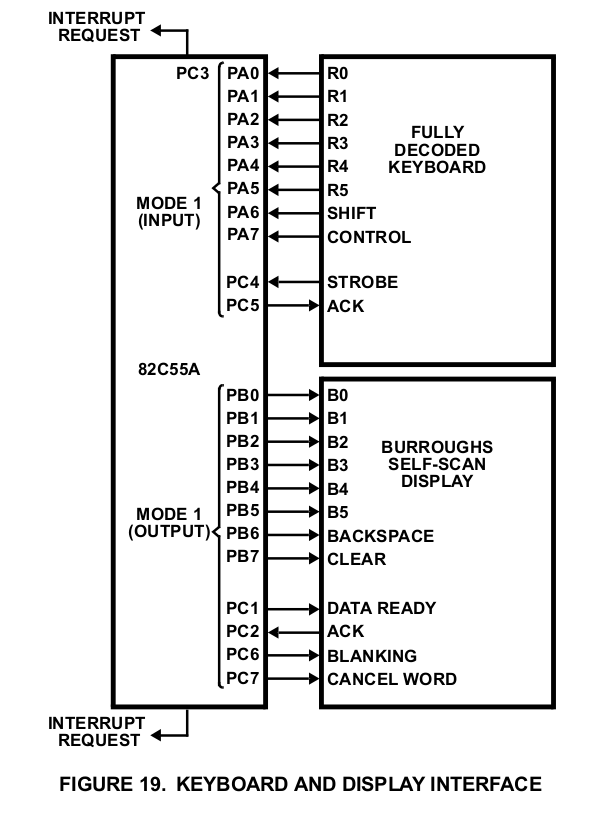 INTERRUPT
REQUEST
PC3 PA0 R0
PA1 R1
PA2 R2
PA3 R3
PA4 R4
PA5 R5
PA6 SHIFT
PA7 CONTROL
MODE 1
(INPUT)
FULLY
DECODED
KEYBOARD
PC4 STROBE
PC5 ACK
82C55A
PB0 B0
PB1 B1
PB2 B2
PB3 B3
PB4 B4
PB5 B5
PB6 BACKSPACE
PB7 CLEAR
MODE 1
(OUTPUT)
BURROUGHS
SELF-SCAN
DISPLAY
PC1 DATA READY
PC2 ACK
PC6 BLANKING
PC7 CANCEL WORD
INTERRUPT
REQUEST
FIGURE 19. KEYBOARD AND DISPLAY INTERFACE